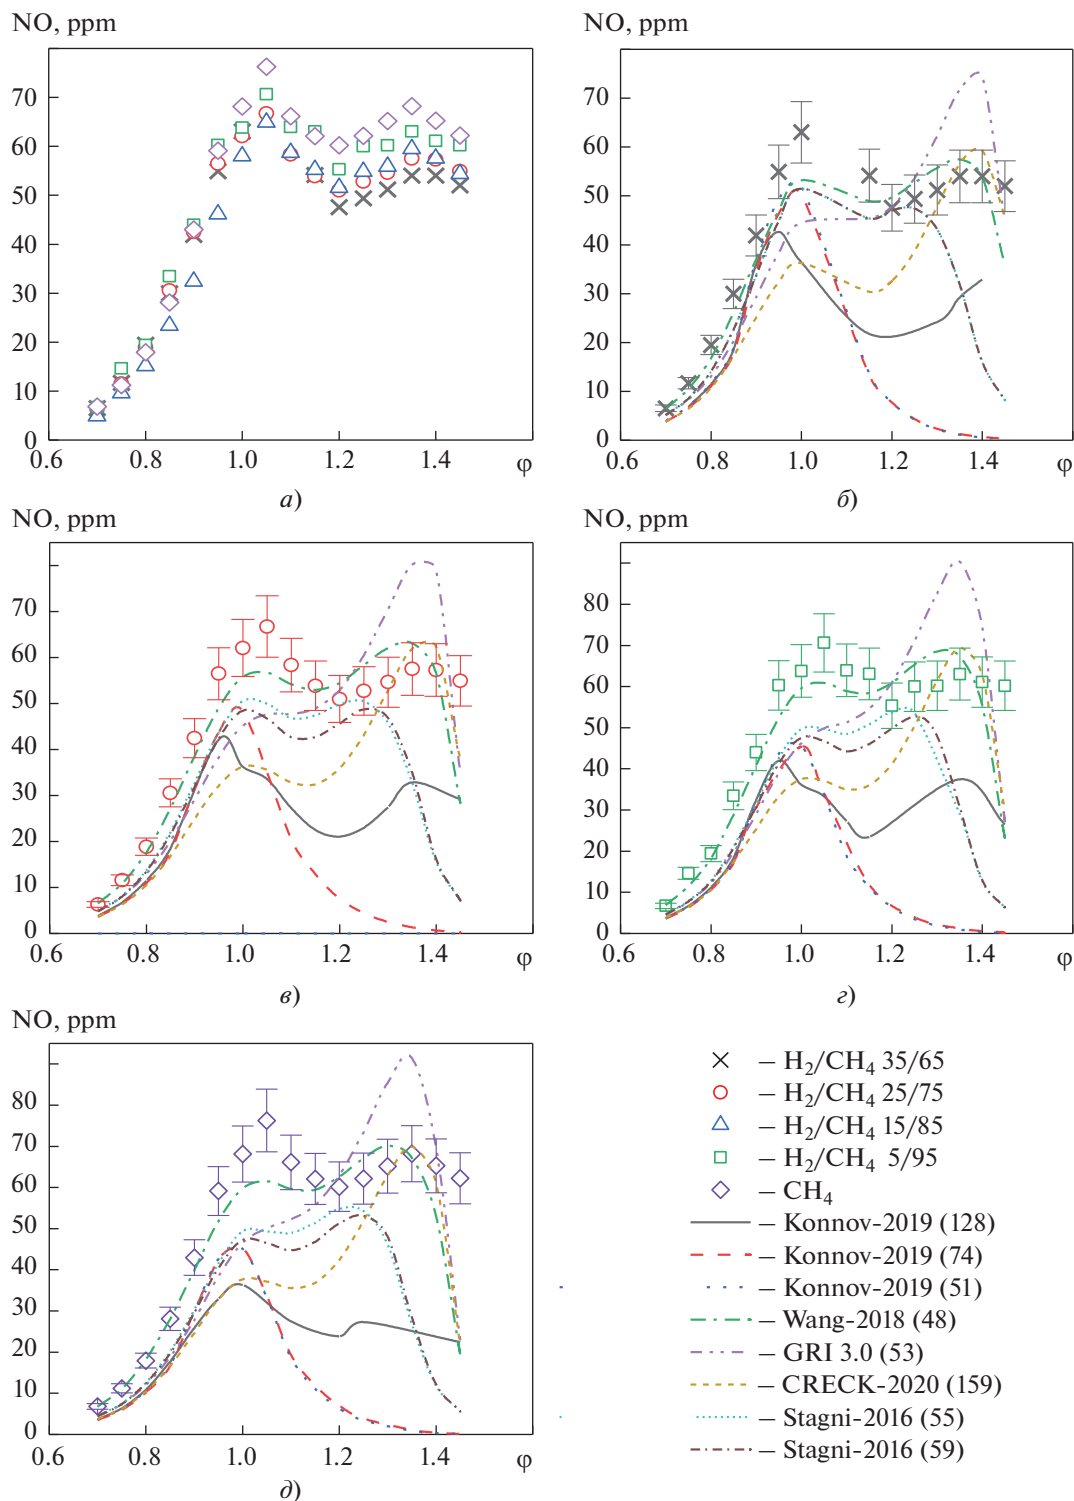 NO, ppm
70
60
50
40
30
20
10
0
0.6 0.8 1.0 1.2 1.4 φ
а)
NO, ppm
70
60
50
40
30
20
10
0
0.6 0.8 1.0 1.2 1.4 φ
б)
NO, ppm
70
60
50
40
30
20
10
0
0.6 0.8 1.0 1.2 1.4 φ
в)
NO, ppm
80
70
60
50
40
30
20
10
0
0.6 0.8 1.0 1.2 1.4 φ
г)
NO, ppm
80
70
60
50
40
30
20
10
0
0.6 0.8 1.0 1.2 1.4 φ
д)
– H₂/CH₄ 35/65
– H₂/CH₄ 25/75
– H₂/CH₄ 15/85
– H₂/CH₄ 5/95
– CH₄
– Konnov-2019 (128)
– Konnov-2019 (74)
– Konnov-2019 (51)
– Wang-2018 (48)
– GRI 3.0 (53)
– CRECK-2020 (159)
– Stagni-2016 (55)
– Stagni-2016 (59)